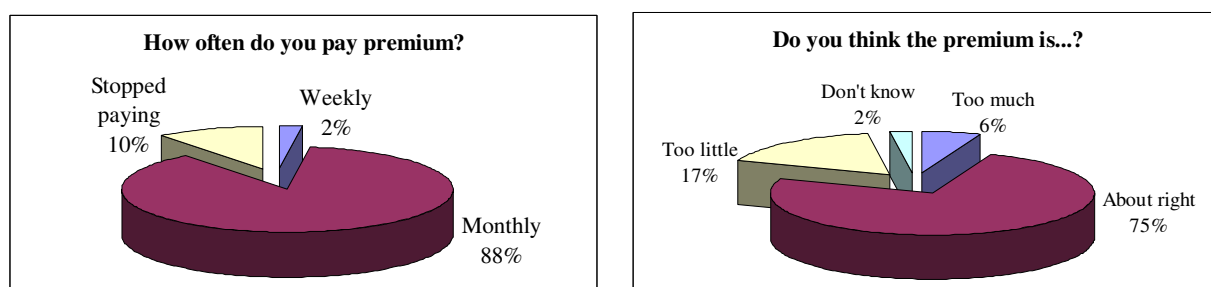 How often do you pay premium?
Stopped
paying
10%
Weekly
2%
Monthly
88%
Do you think the premium is...?
Don't know
2%
Too much
6%
Too little
17%
About right
75%